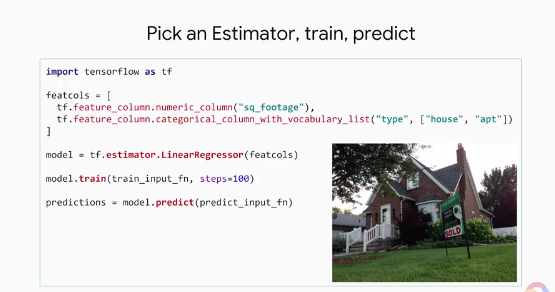 Pick an Estimator, train, predict
import tensorflow as tf
featcols = [
tf.feature_column.numeric_column("sq_footage"),
tf.feature_column.categorical_column_with_vocabulary_list("type", ["house", "apt"])
]
model = tf.estimator.LinearRegressor(featcols)
model.train(train_input_fn, steps=100)
predictions = model.predict(predict_input_fn)
SOLD